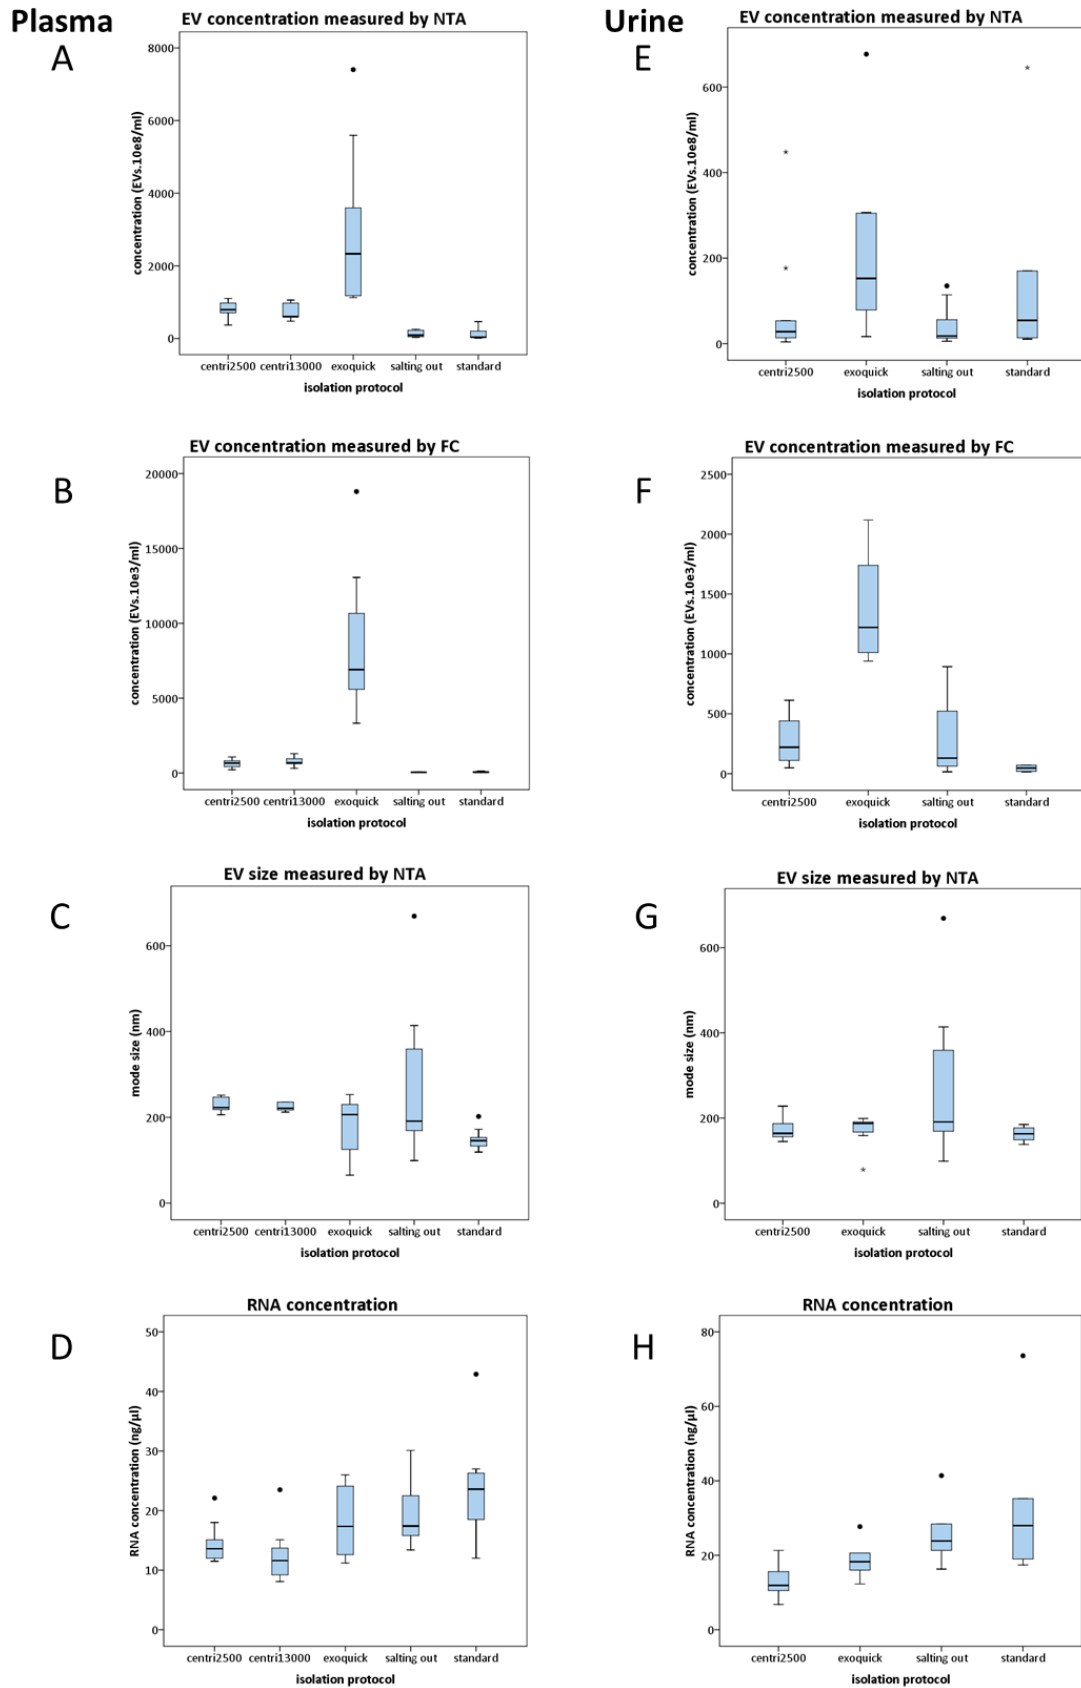 Plasma
EV concentration measured by NTA
A
concentration (EVs.10e8/ml)
8000
6000
4000
2000
0
centri2500 centri13000 exoquick salting out standard
isolation protocol
EV concentration measured by FC
B
concentration (EVs.10e3/ml)
20000
15000
10000
5000
0
centri2500 centri13000 exoquick salting out standard
isolation protocol
EV size measured by NTA
C
mode size (nm)
600
400
200
0
centri2500 centri13000 exoquick salting out standard
isolation protocol
RNA concentration
D
RNA concentration (ng/µl)
50
40
30
20
10
0
centri2500 centri13000 exoquick salting out standard
isolation protocol
Urine
EV concentration measured by NTA
E
concentration (EVs.10e8/ml)
600
400
200
0
centri2500 exoquick salting out standard
isolation protocol
EV concentration measured by FC
F
concentration (EVs.10e3/ml)
2500
2000
1500
1000
500
0
centri2500 exoquick salting out standard
isolation protocol
EV size measured by NTA
G
mode size (nm)
600
400
200
0
centri2500 exoquick salting out standard
isolation protocol
RNA concentration
H
RNA concentration (ng/µl)
80
60
40
20
0
centri2500 exoquick salting out standard
isolation protocol